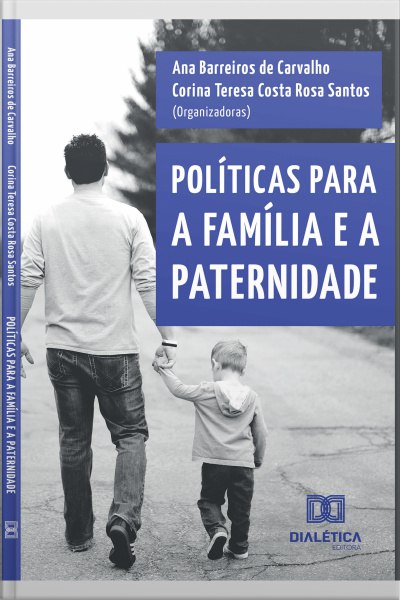 Ana Barreiros de Carvalho
Corina Teresa Costa Rosa Santos
(Organizadoras)
POLÍTICAS PARA
A FAMÍLIA E A
PATERNIDADE
DIALÉTICA
EDITORA
Ana Barreiros de Carvalho
Corina Teresa Costa Rosa Santos
POLÍTICAS PARA A FAMÍLIA E A PATERNIDADE